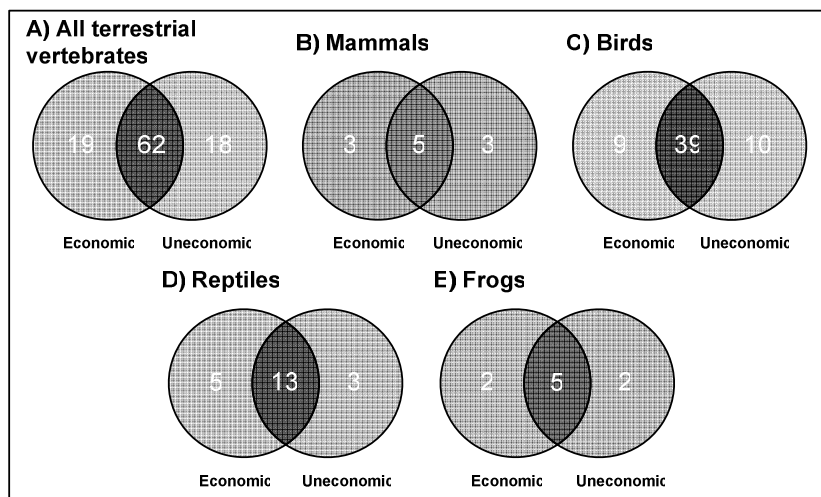 A) All terrestrial
vertebrates
19 62 18
Economic Uneconomic
B) Mammals
3 5 3
Economic Uneconomic
C) Birds
9 39 10
Economic Uneconomic
D) Reptiles
5 13 3
Economic Uneconomic
E) Frogs
2 5 2
Economic Uneconomic